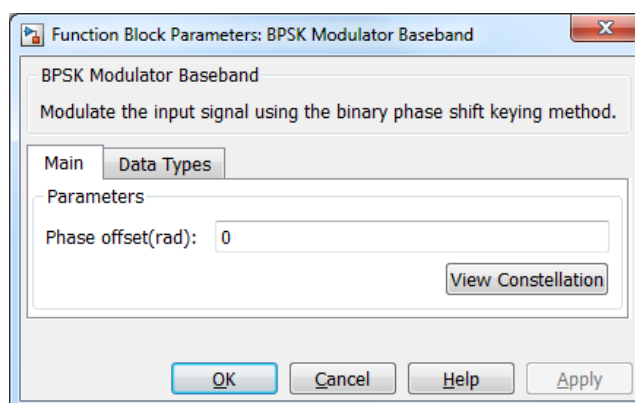 Function Block Parameters: BPSK Modulator Baseband
BPSK Modulator Baseband
Modulate the input signal using the binary phase shift keying method.
Main Data Types
Parameters
Phase offset(rad): 0
View Constellation
OK Cancel Help Apply